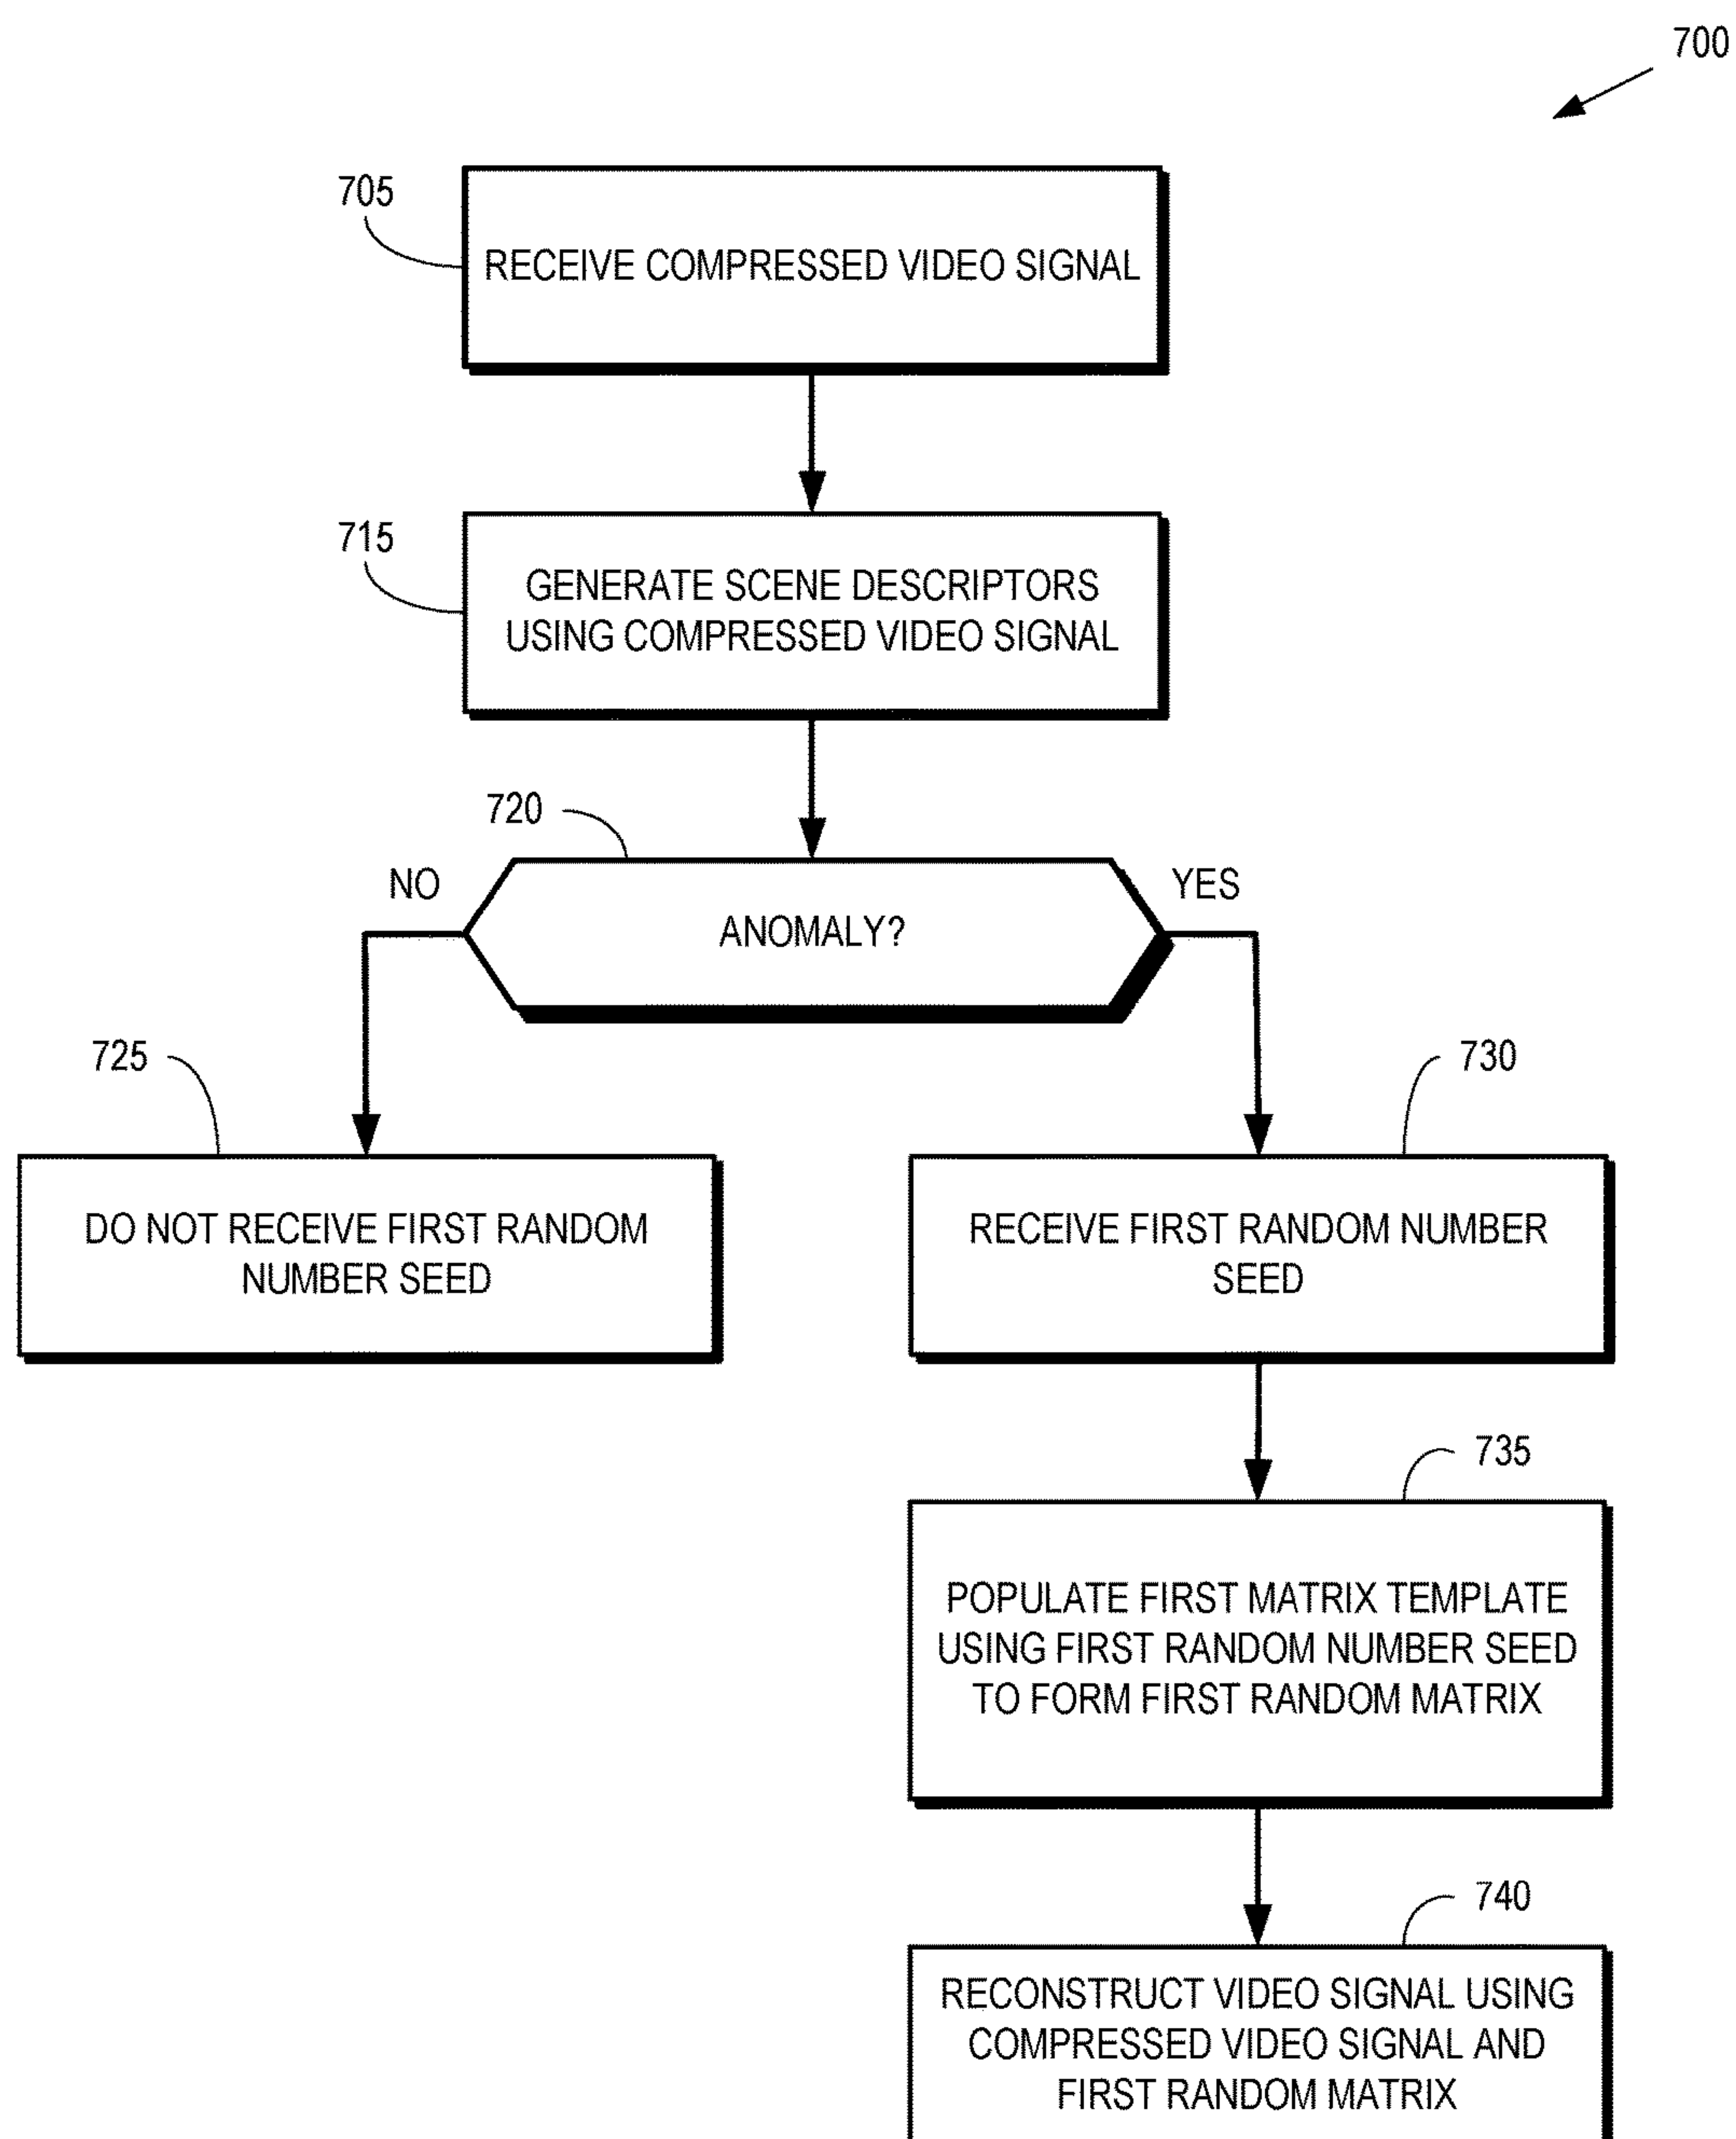 700
705
RECEIVE COMPRESSED VIDEO SIGNAL
715
GENERATE SCENE DESCRIPTORS
USING COMPRESSED VIDEO SIGNAL
720
NO
YES
ANOMALY?
725
730
DO NOT RECEIVE FIRST RANDOM
NUMBER SEED
RECEIVE FIRST RANDOM NUMBER
SEED
735
POPULATE FIRST MATRIX TEMPLATE
USING FIRST RANDOM NUMBER SEED
TO FORM FIRST RANDOM MATRIX
740
RECONSTRUCT VIDEO SIGNAL USING
COMPRESSED VIDEO SIGNAL AND
FIRST RANDOM MATRIX